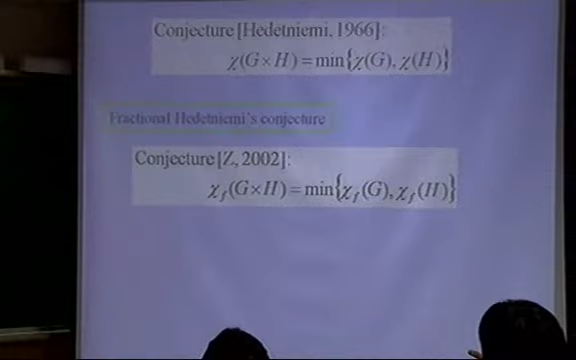 Conjecture [Hedetniemi, 1966]:
χ(G×H) = min{χ(G), χ(H)}
Fractional Hedetniemi's conjecture
Conjecture [Z, 2002]:
χ_f(G×H) = min{χ_f(G), χ_f(H)}